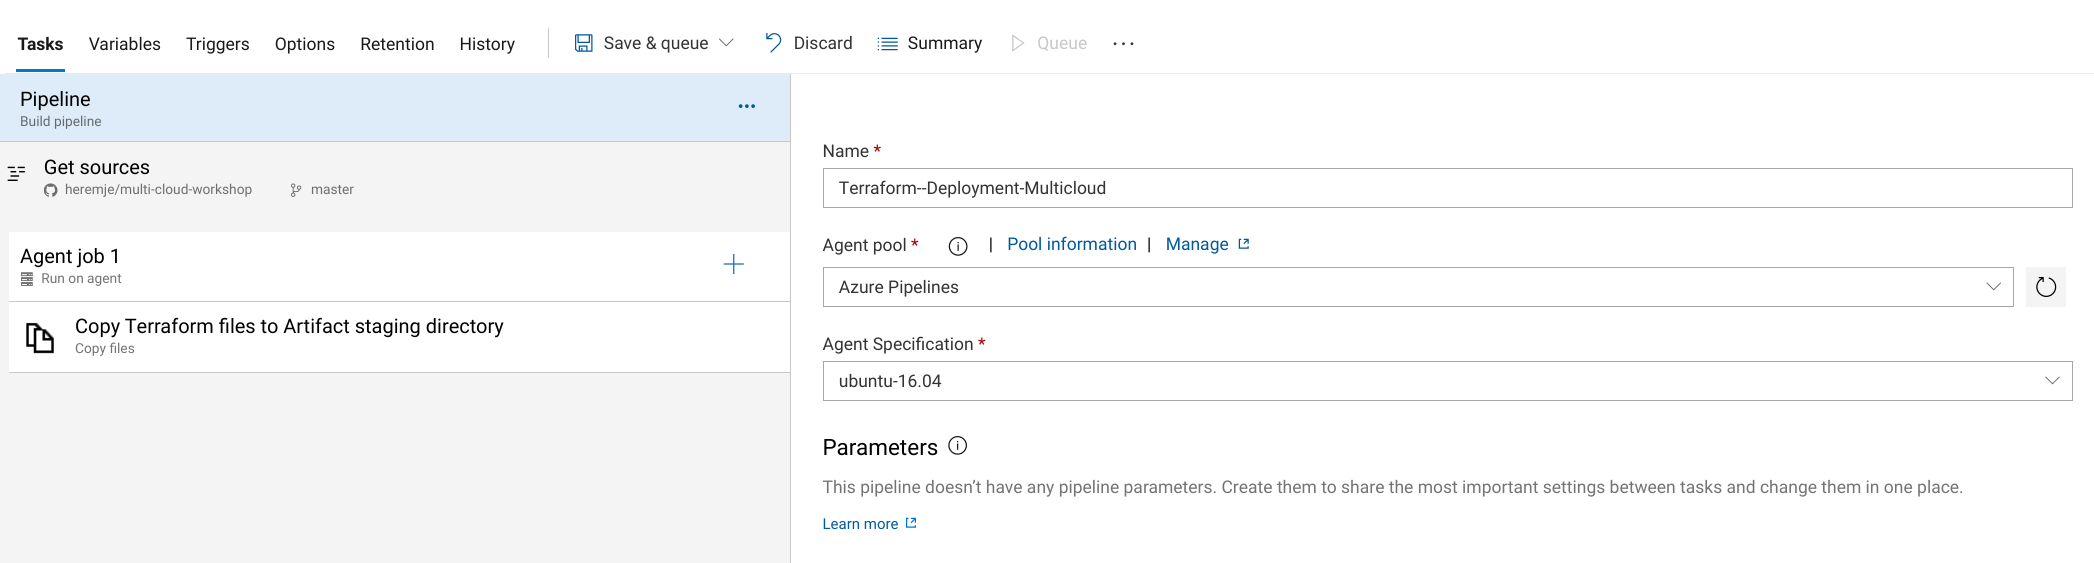 Tasks Variables Triggers Options Retention History Save & queue Discard Summary Queue ...
Pipeline
Build pipeline
Get sources
heremje/multi-cloud-workshop master
Agent job 1
Run on agent
Copy Terraform files to Artifact staging directory
Copy files
Name *
Terraform--Deployment-Multicloud
Agent pool * | Pool information | Manage
Azure Pipelines
Agent Specification *
ubuntu-16.04
Parameters
This pipeline doesn’t have any pipeline parameters. Create them to share the most important settings between tasks and change them in one place.
Learn more